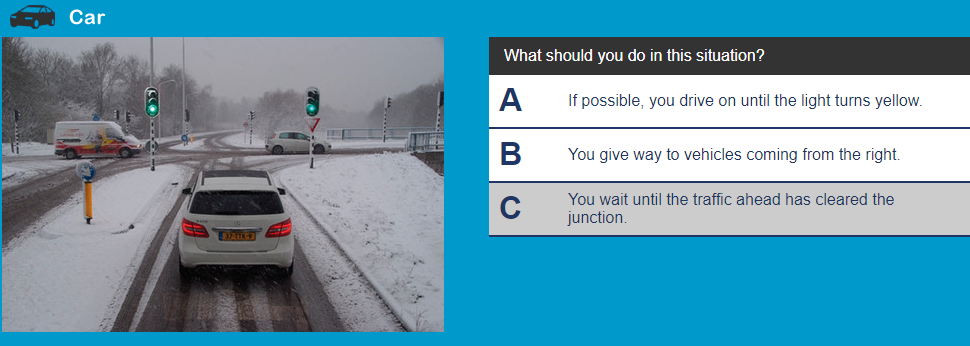 Car
What should you do in this situation?
A
If possible, you drive on until the light turns yellow.
B
You give way to vehicles coming from the right.
C
You wait until the traffic ahead has cleared the
junction.